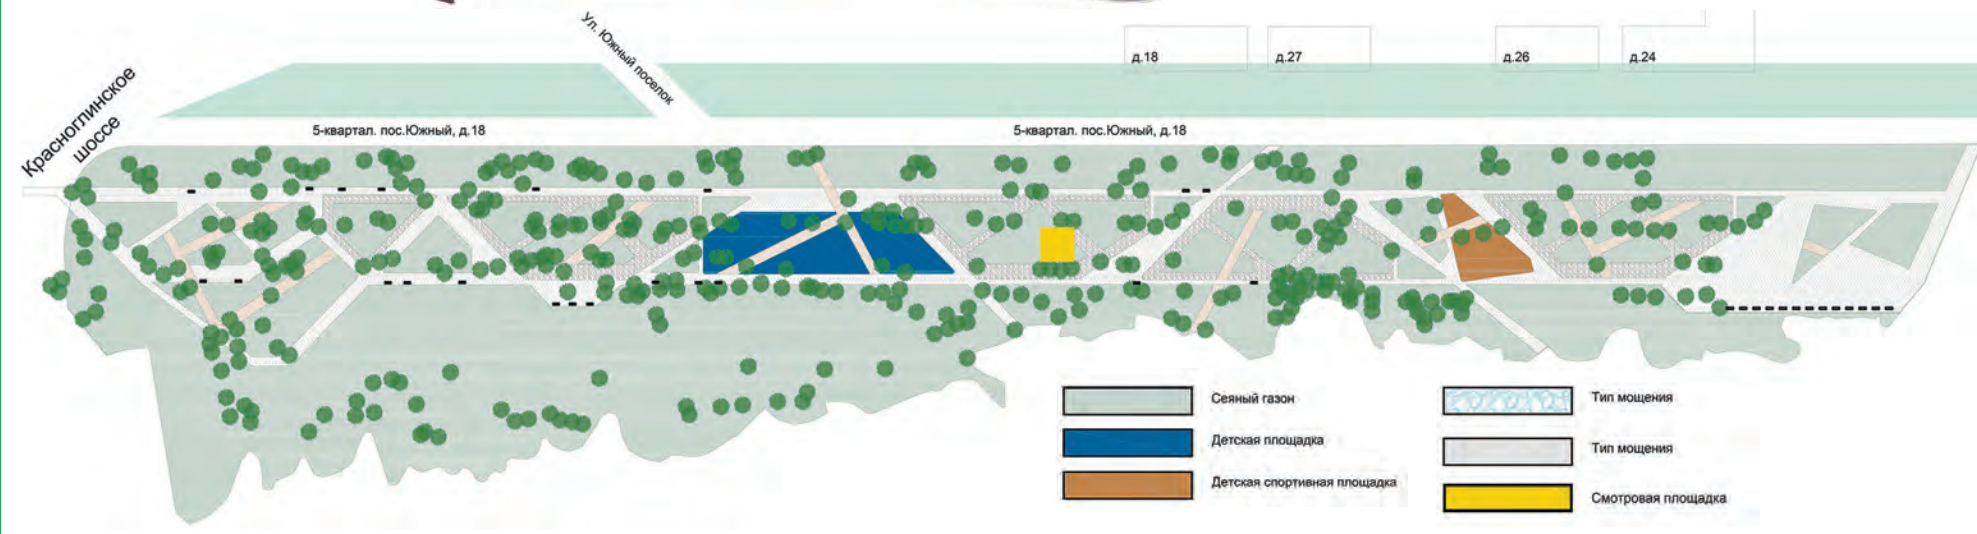 Ул. Южный поселок
д.18
д.27
д.26
д.24
Красноглинское
шоссе
5-квартал. пос.Южный, д.18
5-квартал. пос.Южный, д.18
Сеяный газон
Детская площадка
Детская спортивная площадка
Тип мощения
Тип мощения
Смотровая площадка